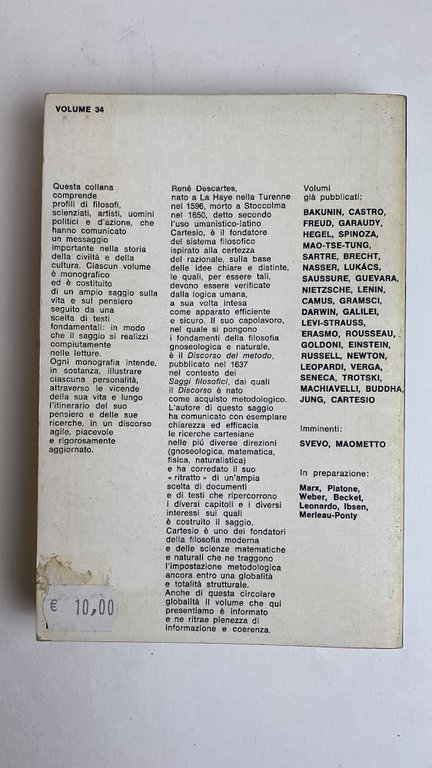 VOLUME 34
Questa collana
comprende
profili di filosofi,
scienziati, artisti, uomini
politici e d'azione, che
hanno comunicato
un messaggio
importante nella storia
della civiltà e della
cultura. Ciascun volume
è monografico
ed è costituito
di un ampio saggio sulla
vita e sul pensiero
seguito da una
scelta di testi
fondamentali: in modo
che il saggio si realizzi
compiutamente
nelle letture.
Ogni monografia intende,
in sostanza, illustrare
ciascuna personalità,
attraverso le vicende
della sua vita e lungo
l'itinerario del suo
pensiero e delle sue
ricerche, in un discorso
agile, piacevole
e rigorosamente
aggiornato.
René Descartes,
nato a La Haye nella Turenne
nel 1596, morto a Stoccolma
nel 1650, detto secondo
l'uso umanistico-latino
Cartesio, è il fondatore
del sistema filosofico
ispirato alla certezza
del razionale, sulla base
delle idee chiare e distinte,
le quali, per essere tali,
devono essere verificate
dalla logica umana,
a sua volta intesa
come apparato efficiente
e sicuro. Il suo capolavoro,
nel quale si pongono
i fondamenti della filosofia
gnoseologica e naturale,
è il Discorso del metodo,
pubblicato nel 1637
nel contesto dei
Saggi filosofici, dai quali
il Discorso è nato
come acquisto metodologico.
L'autore di questo saggio
ha comunicato con esemplare
chiarezza ed efficacia
le ricerche cartesiane
nelle più diverse direzioni
(gnoseologica, matematica,
fisica, naturalistica)
e ha corredato il suo
« ritratto » di un'ampia
scelta di documenti
e di testi che ripercorrono
i diversi capitoli e i diversi
interessi sui quali
è costruito il saggio.
Cartesio è uno dei fondatori
della filosofia moderna
e delle scienze matematiche
e naturali che ne traggono
l'impostazione metodologica
ancora entro una globalità
e totalità strutturale.
Anche di questa circolare
globalità il volume che qui
presentiamo è informato
e ne ritrae pienezza di
informazione e coerenza.
Volumi
già pubblicati:
BAKUNIN, CASTRO,
FREUD, GARAUDY,
HEGEL, SPINOZA,
MAO-TSE-TUNG,
SARTRE, BRECHT,
NASSER, LUKÁCS,
SAUSSURE, GUEVARA,
NIETZSCHE, LENIN,
CAMUS, GRAMSCI,
DARWIN, GALILEI,
LEVI-STRAUSS,
ERASMO, ROUSSEAU,
GOLDONI, EINSTEIN,
RUSSELL, NEWTON,
LEOPARDI, VERGA,
SENECA, TROTSKI,
MACHIAVELLI, BUDDHA,
JUNG, CARTESIO
Imminenti:
SVEVO, MAOMETTO
In preparazione:
Marx, Platone,
Weber, Becket,
Leonardo, Ibsen,
Merleau-Ponty
€ 10,00